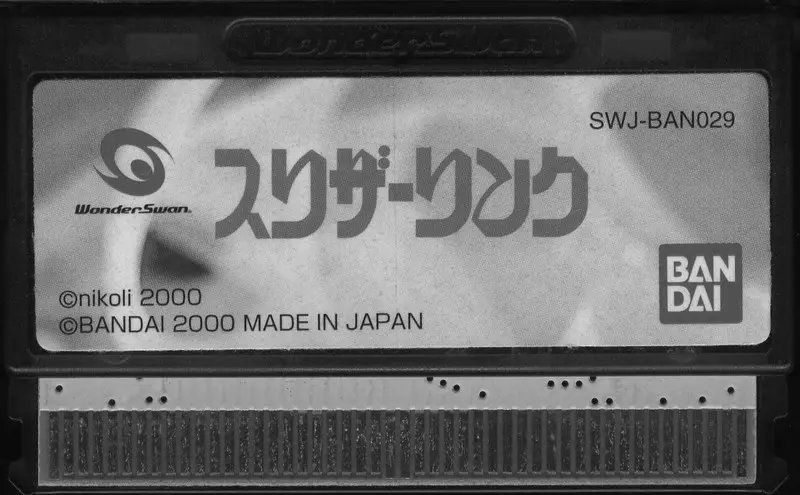 WonderSwan
SWJ-BAN029
WonderSwan
スリザーリンク
BAN
DAI
©nikoli 2000
©BANDAI 2000 MADE IN JAPAN